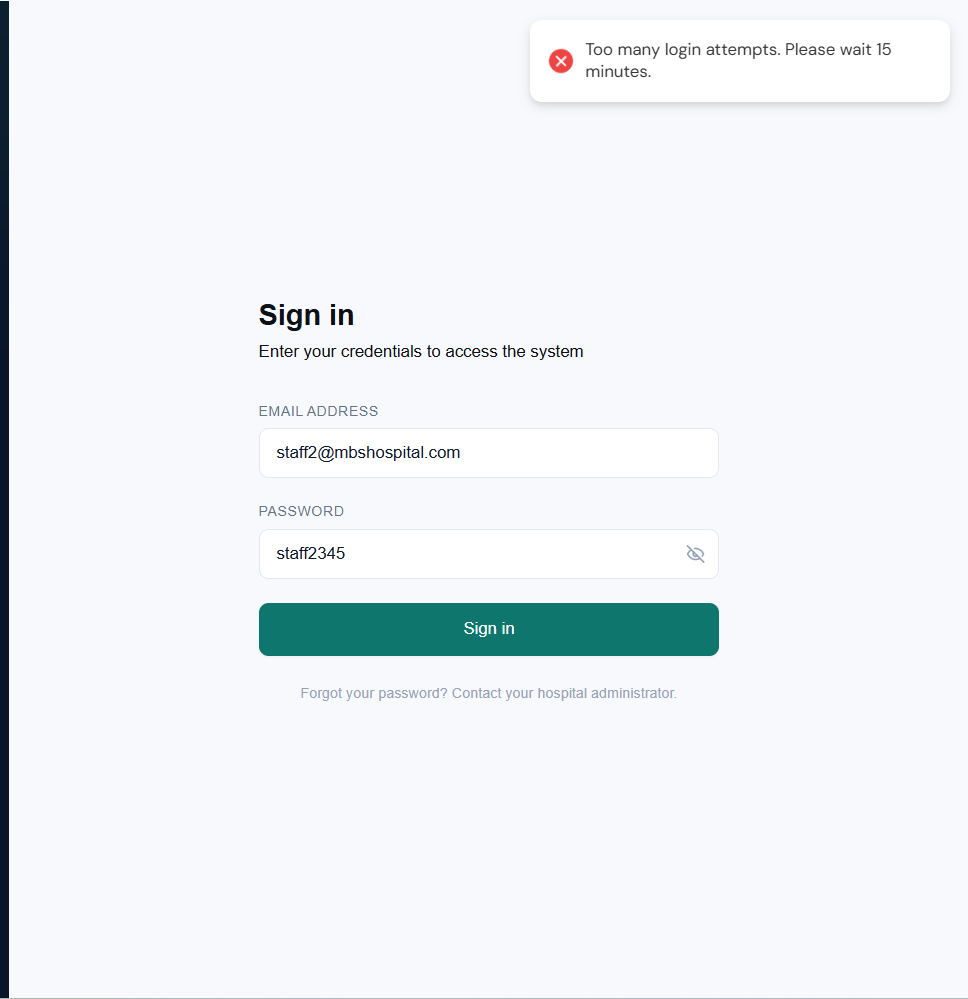 Too many login attempts. Please wait 15
minutes.
Sign in
Enter your credentials to access the system
EMAIL ADDRESS
staff2@mbshospital.com
PASSWORD
staff2345
Sign in
Forgot your password? Contact your hospital administrator.